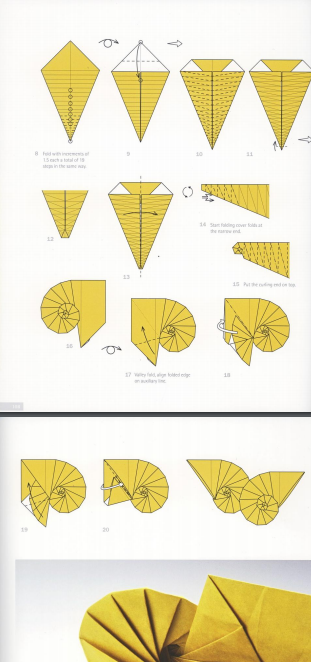 8 Fold with increments of
1.5 each a total of 19
steps in the same way.
9
10
11
12
13
14 Start folding cover folds at
the narrow end.
15 Put the curling end on top.
16
17 Valley fold, align folded edge
on auxiliary line.
18
19
20